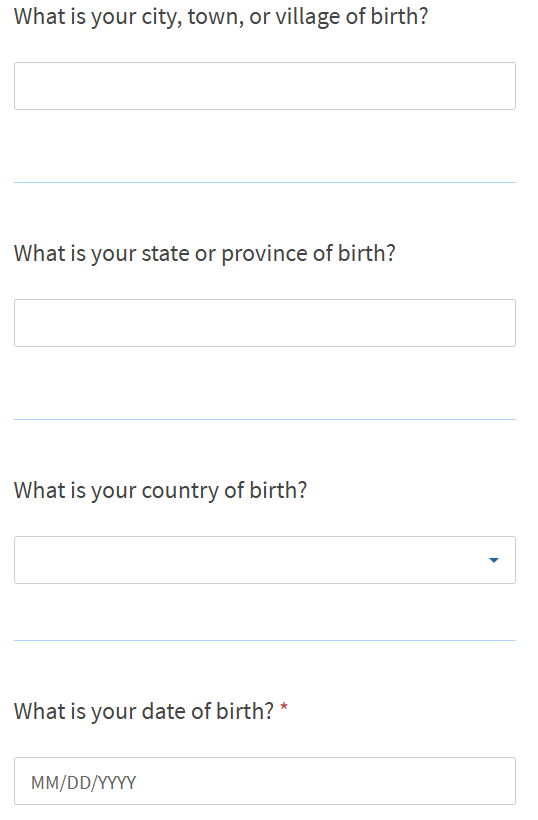 What is your city, town, or village of birth?
What is your state or province of birth?
What is your country of birth?
What is your date of birth? *
MM/DD/YYYY